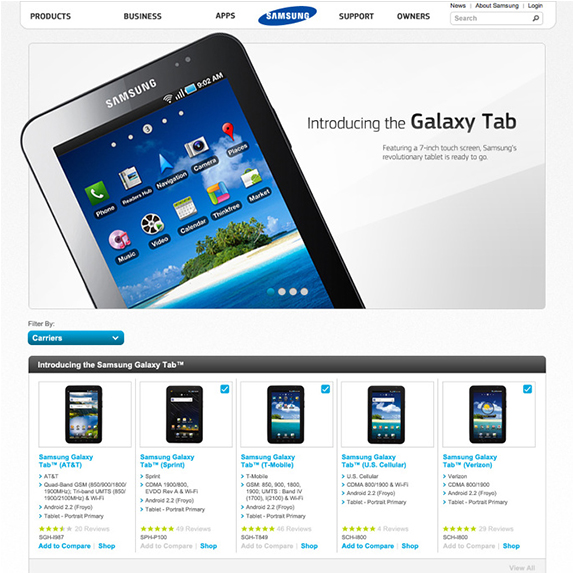 News | About Samsung | Login
PRODUCTS BUSINESS APPS SAMSUNG SUPPORT OWNERS
Search
SAMSUNG
9:02 AM
3
Phone Readers Hub Navigation Camera Places
Music Video Calendar Thinkfree Market
Introducing the Galaxy Tab
Featuring a 7-inch touch screen, Samsung's
revolutionary tablet is ready to go.
Filter By:
Carriers
Introducing the Samsung Galaxy Tab™
Samsung Galaxy
Tab™ (AT&T)
AT&T
Quad-Band GSM (850/900/1800/
1900MHz); Tri-band UMTS (850/
1900/2100MHz) & Wi-Fi
Android 2.2 (Froyo)
Tablet - Portrait Primary
20 Reviews
SGH-I987
Add to Compare | Shop
Samsung Galaxy
Tab™ (Sprint)
Sprint
CDMA 1900/800,
EVDO Rev A & Wi-Fi
Android 2.2 (Froyo)
Tablet - Portrait Primary
49 Reviews
SPH-P100
Add to Compare | Shop
Samsung Galaxy
Tab™ (T-Mobile)
T-Mobile
GSM: 850, 900, 1800,
1900; UMTS : Band IV
(1700), I(2100) & Wi-Fi
Android 2.2 (Froyo)
Tablet - Portrait Primary
46 Reviews
SGH-T849
Add to Compare | Shop
Samsung Galaxy
Tab™ (U.S. Cellular)
U.S. Cellular
CDMA 800/1900 & Wi-Fi
Android 2.2 (Froyo)
Tablet - Portrait Primary
4 Reviews
SCH-I800
Add to Compare | Shop
Samsung Galaxy
Tab™ (Verizon)
Verizon
CDMA 800/1900
Android 2.2 (Froyo)
Tablet - Portrait Primary
29 Reviews
SCH-I800
Add to Compare | Shop
View All